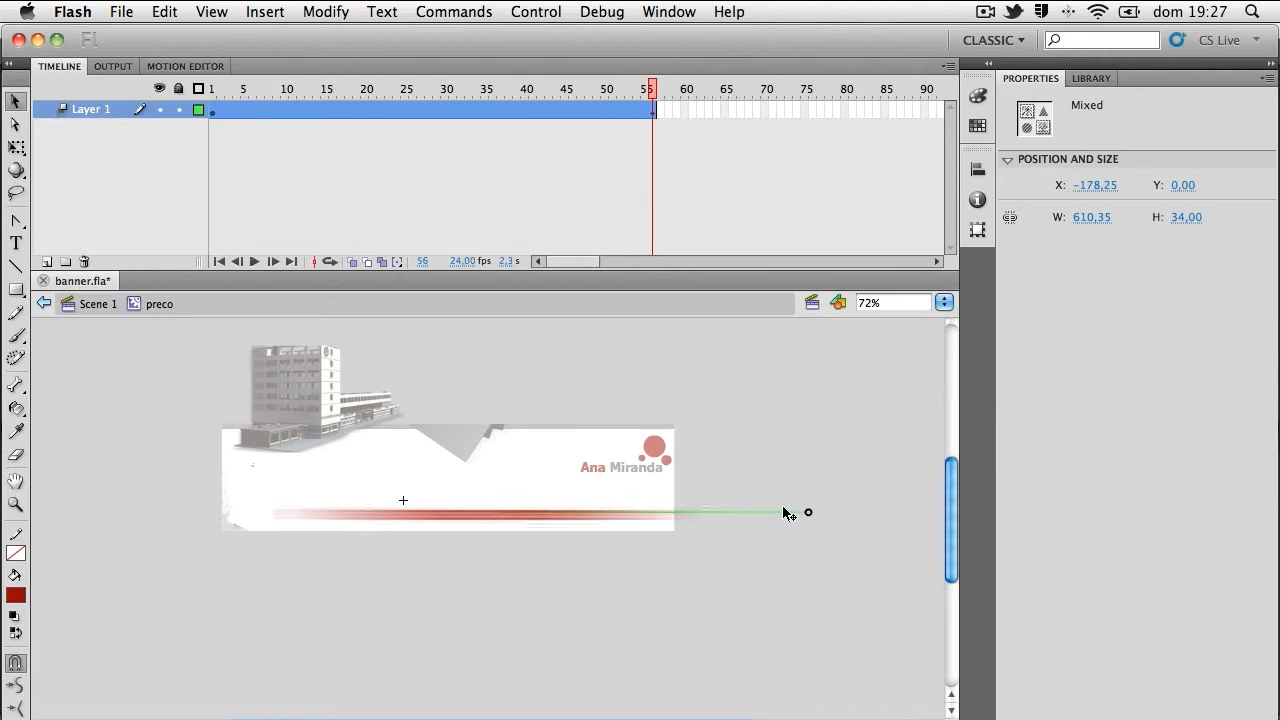 Flash File Edit View Insert Modify Text Commands Control Debug Window Help dom 19:27
Fl CLASSIC CS Live
TIMELINE OUTPUT MOTION EDITOR PROPERTIES LIBRARY
1 5 10 15 20 25 30 35 40 45 50 55 60 65 70 75 80 85 90
Layer 1
Mixed
POSITION AND SIZE
X: -178,25 Y: 0,00
W: 610,35 H: 34,00
56 24,00 fps 2,3 s
banner.fla*
Scene 1 preco 72%
Ana Miranda
T